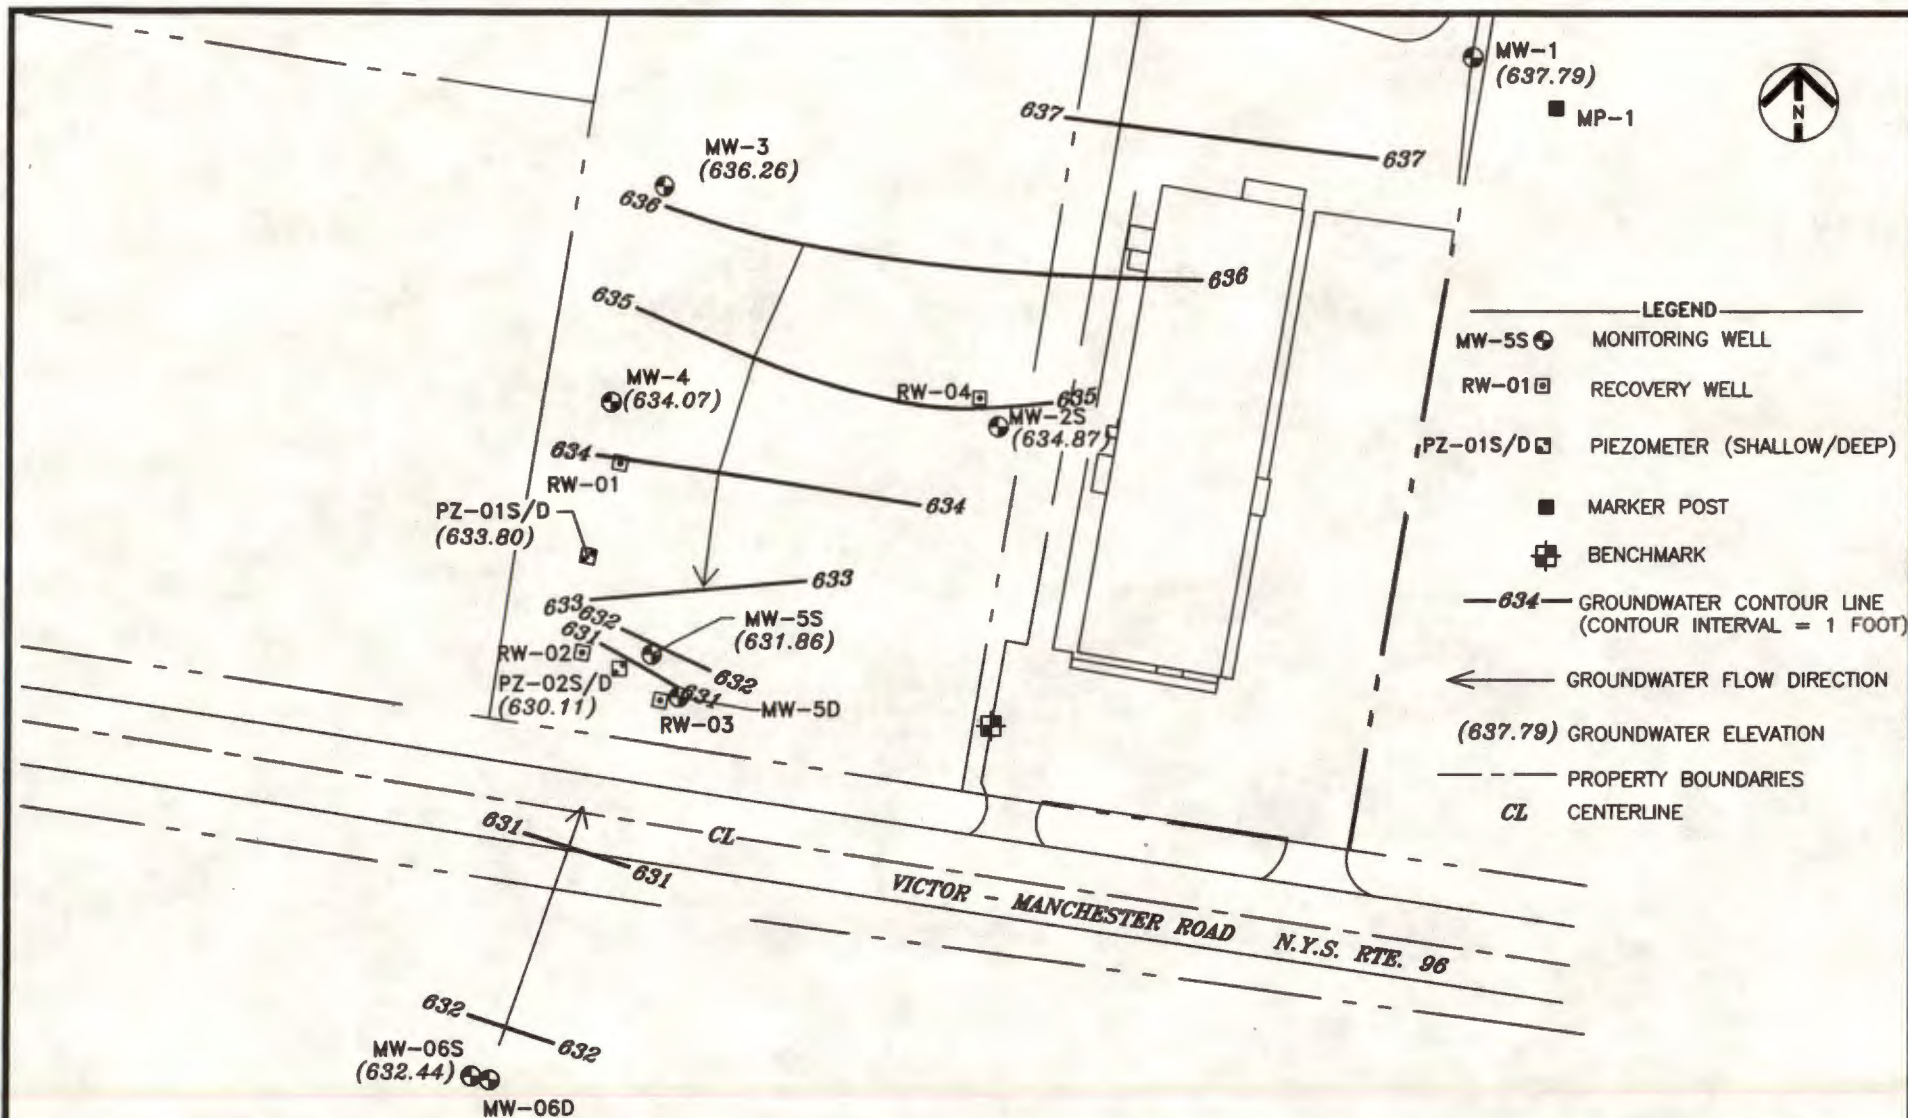 MW-1
(637.79)
MP-1
N
637
637
MW-3
(636.26)
636
636
635
635
MW-4
(634.07)
RW-04
MW-2S
(634.87)
634
634
RW-01
PZ-01S/D
(633.80)
633
633
632
632
631
631
MW-5S
(631.86)
RW-02
PZ-02S/D
(630.11)
RW-03
MW-5D
LEGEND
MW-5S MONITORING WELL
RW-01 RECOVERY WELL
PZ-01S/D PIEZOMETER (SHALLOW/DEEP)
MARKER POST
BENCHMARK
634 GROUNDWATER CONTOUR LINE
(CONTOUR INTERVAL = 1 FOOT)
GROUNDWATER FLOW DIRECTION
(637.79) GROUNDWATER ELEVATION
PROPERTY BOUNDARIES
CL CENTERLINE
631
631
CL
VICTOR - MANCHESTER ROAD N.Y.S. RTE. 96
632
632
MW-06S
(632.44)
MW-06D